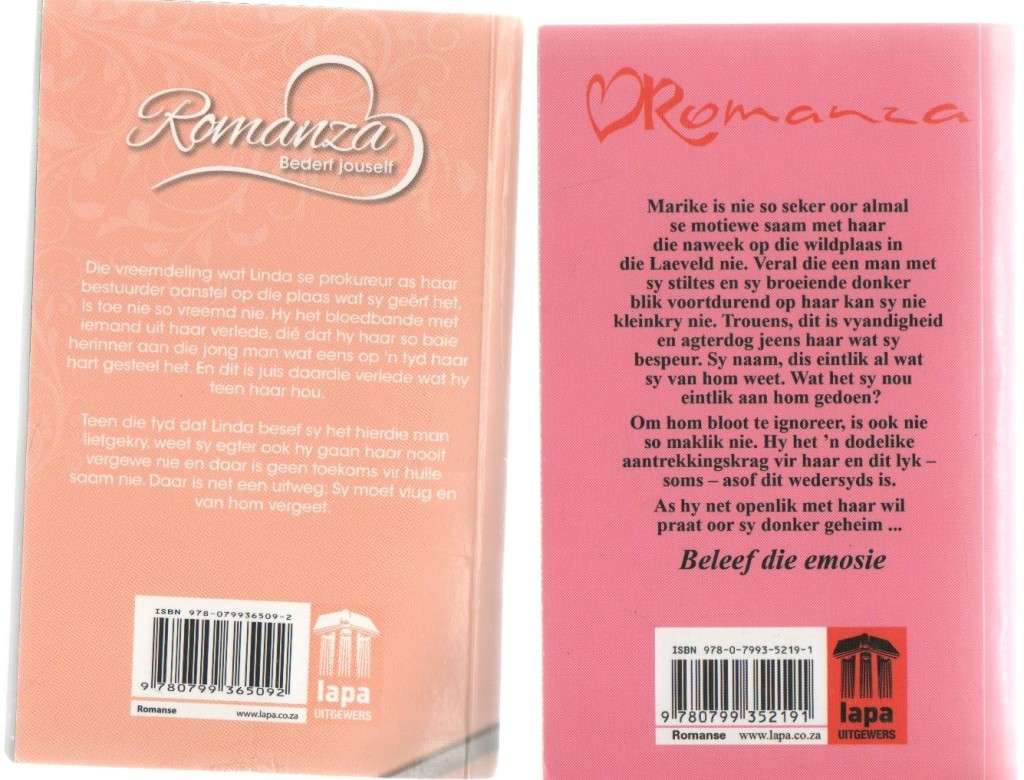 Romanza
Bederf jouself
Die vreemdeling wat Linda se prokureur as haar
bestuurder aanstel op die plaas wat sy geërf het,
is toe nie so vreemd nie. Hy het bloedbande met
iemand uit haar verlede, dié dat hy haar so baie
herinner aan die jong man wat eens op 'n tyd haar
hart gesteel het. En dit is juis daardie verlede wat hy
teen haar hou.
Teen die tyd dat Linda besef sy het hierdie man
liefgekry, weet sy egter ook hy gaan haar nooit
vergewe nie en daar is geen toekoms vir hulle
saam nie. Daar is net een uitweg: Sy moet vlug en
van hom vergeet.
ISBN 978-079936509-2
9 780799 365092
Romanse www.lapa.co.za
lapa
UITGEWERS
Romanza
Marike is nie so seker oor almal
se motiewe saam met haar
die naweek op die wildplaas in
die Laeveld nie. Veral die een man met
sy stiltes en sy broeiende donker
blik voortdurend op haar kan sy nie
kleinkry nie. Trouens, dit is vyandigheid
en agterdog jeens haar wat sy
bespeur. Sy naam, dis eintlik al wat
sy van hom weet. Wat het sy nou
eintlik aan hom gedoen?
Om hom bloot te ignoreer, is ook nie
so maklik nie. Hy het 'n dodelike
aantrekkingskrag vir haar en dit lyk –
soms – asof dit wedersyds is.
As hy net openlik met haar wil
praat oor sy donker geheim ...
Beleef die emosie
ISBN 978-0-7993-5219-1
9 780799 352191
Romanse www.lapa.co.za
lapa
UITGEWERS